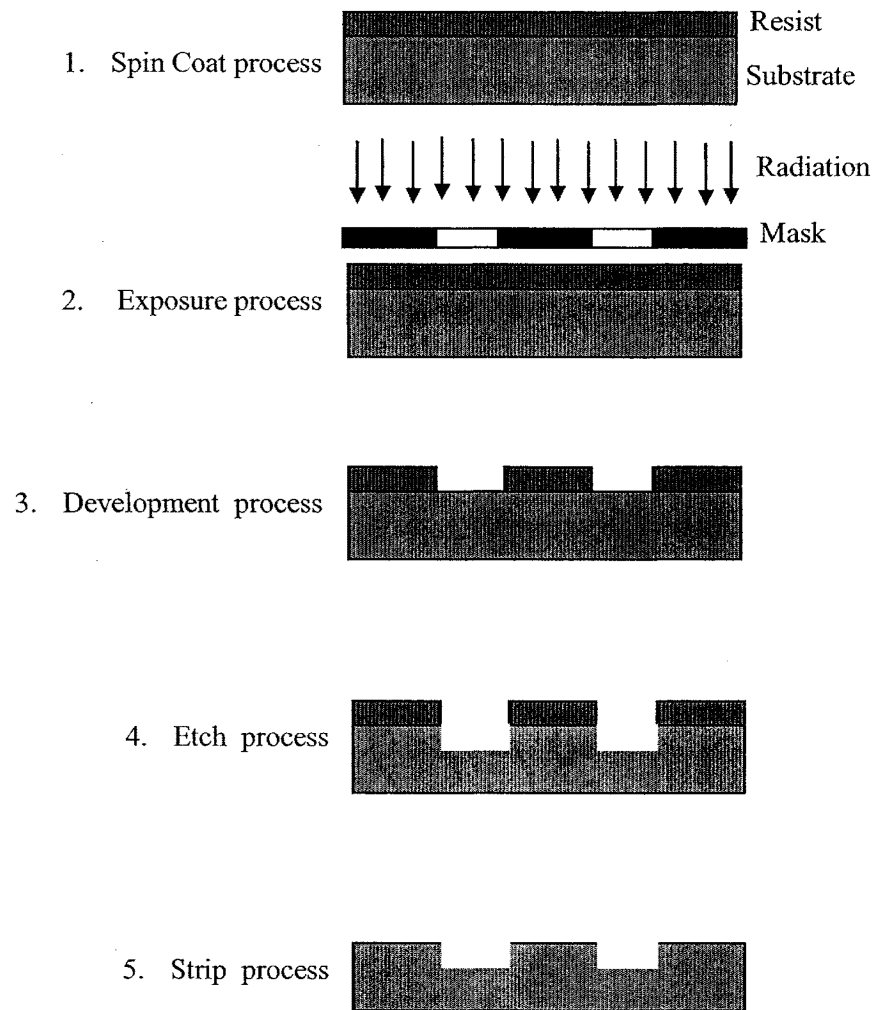 Resist
1. Spin Coat process
Substrate
Radiation
Mask
2. Exposure process
3. Development process
4. Etch process
5. Strip process